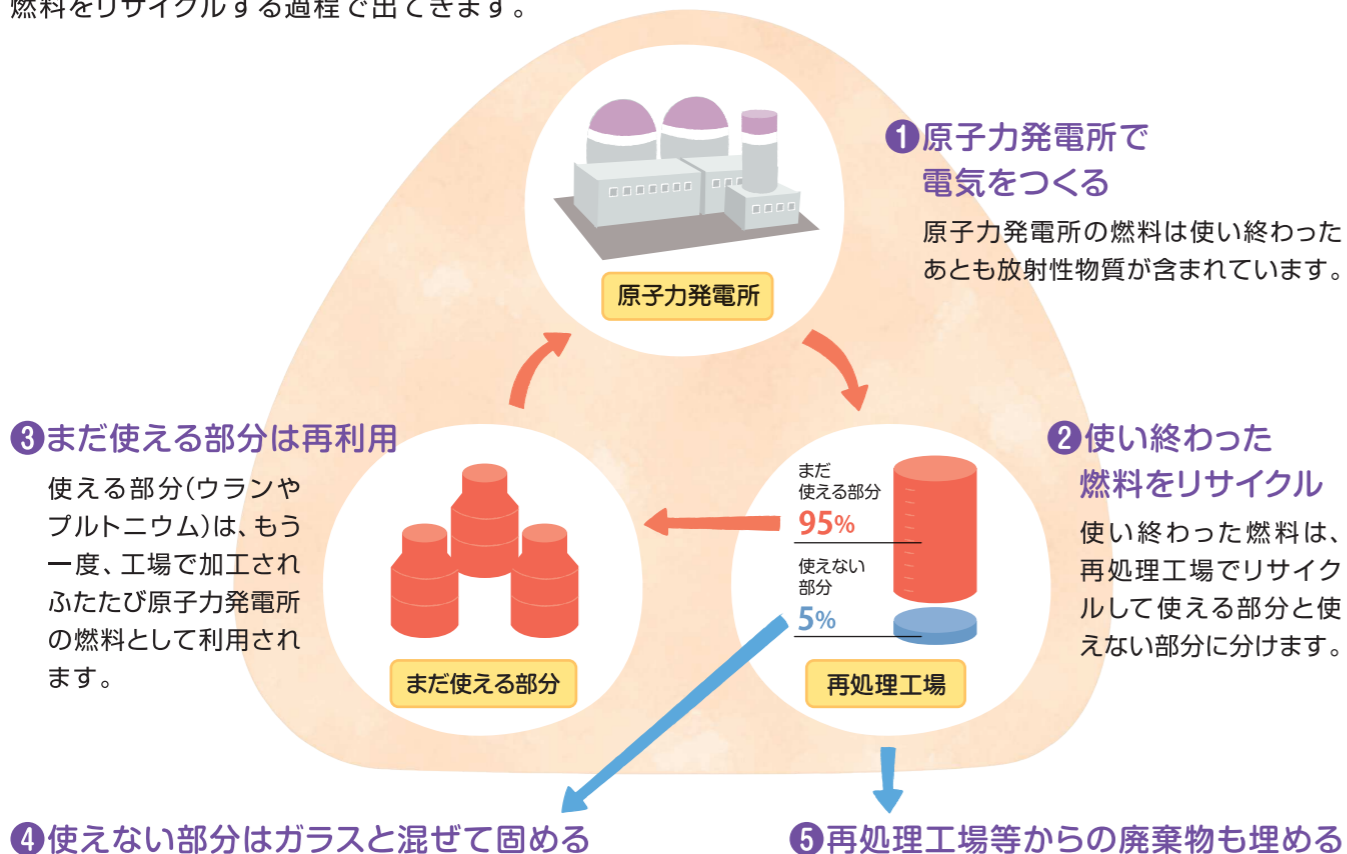 燃料をリサイクルする過程で出てきます。
❶原子力発電所で
電気をつくる
原子力発電所の燃料は使い終わった
あとも放射性物質が含まれています。
原子力発電所
❷使い終わった
燃料をリサイクル
使い終わった燃料は、
再処理工場でリサイク
ルして使える部分と使
えない部分に分けます。
まだ
使える部分
95%
使えない
部分
5%
再処理工場
❸まだ使える部分は再利用
使える部分(ウランや
プルトニウム)は、もう
一度、工場で加工され
ふたたび原子力発電所
の燃料として利用され
ます。
まだ使える部分
❹使えない部分はガラスと混ぜて固める
❺再処理工場等からの廃棄物も埋める